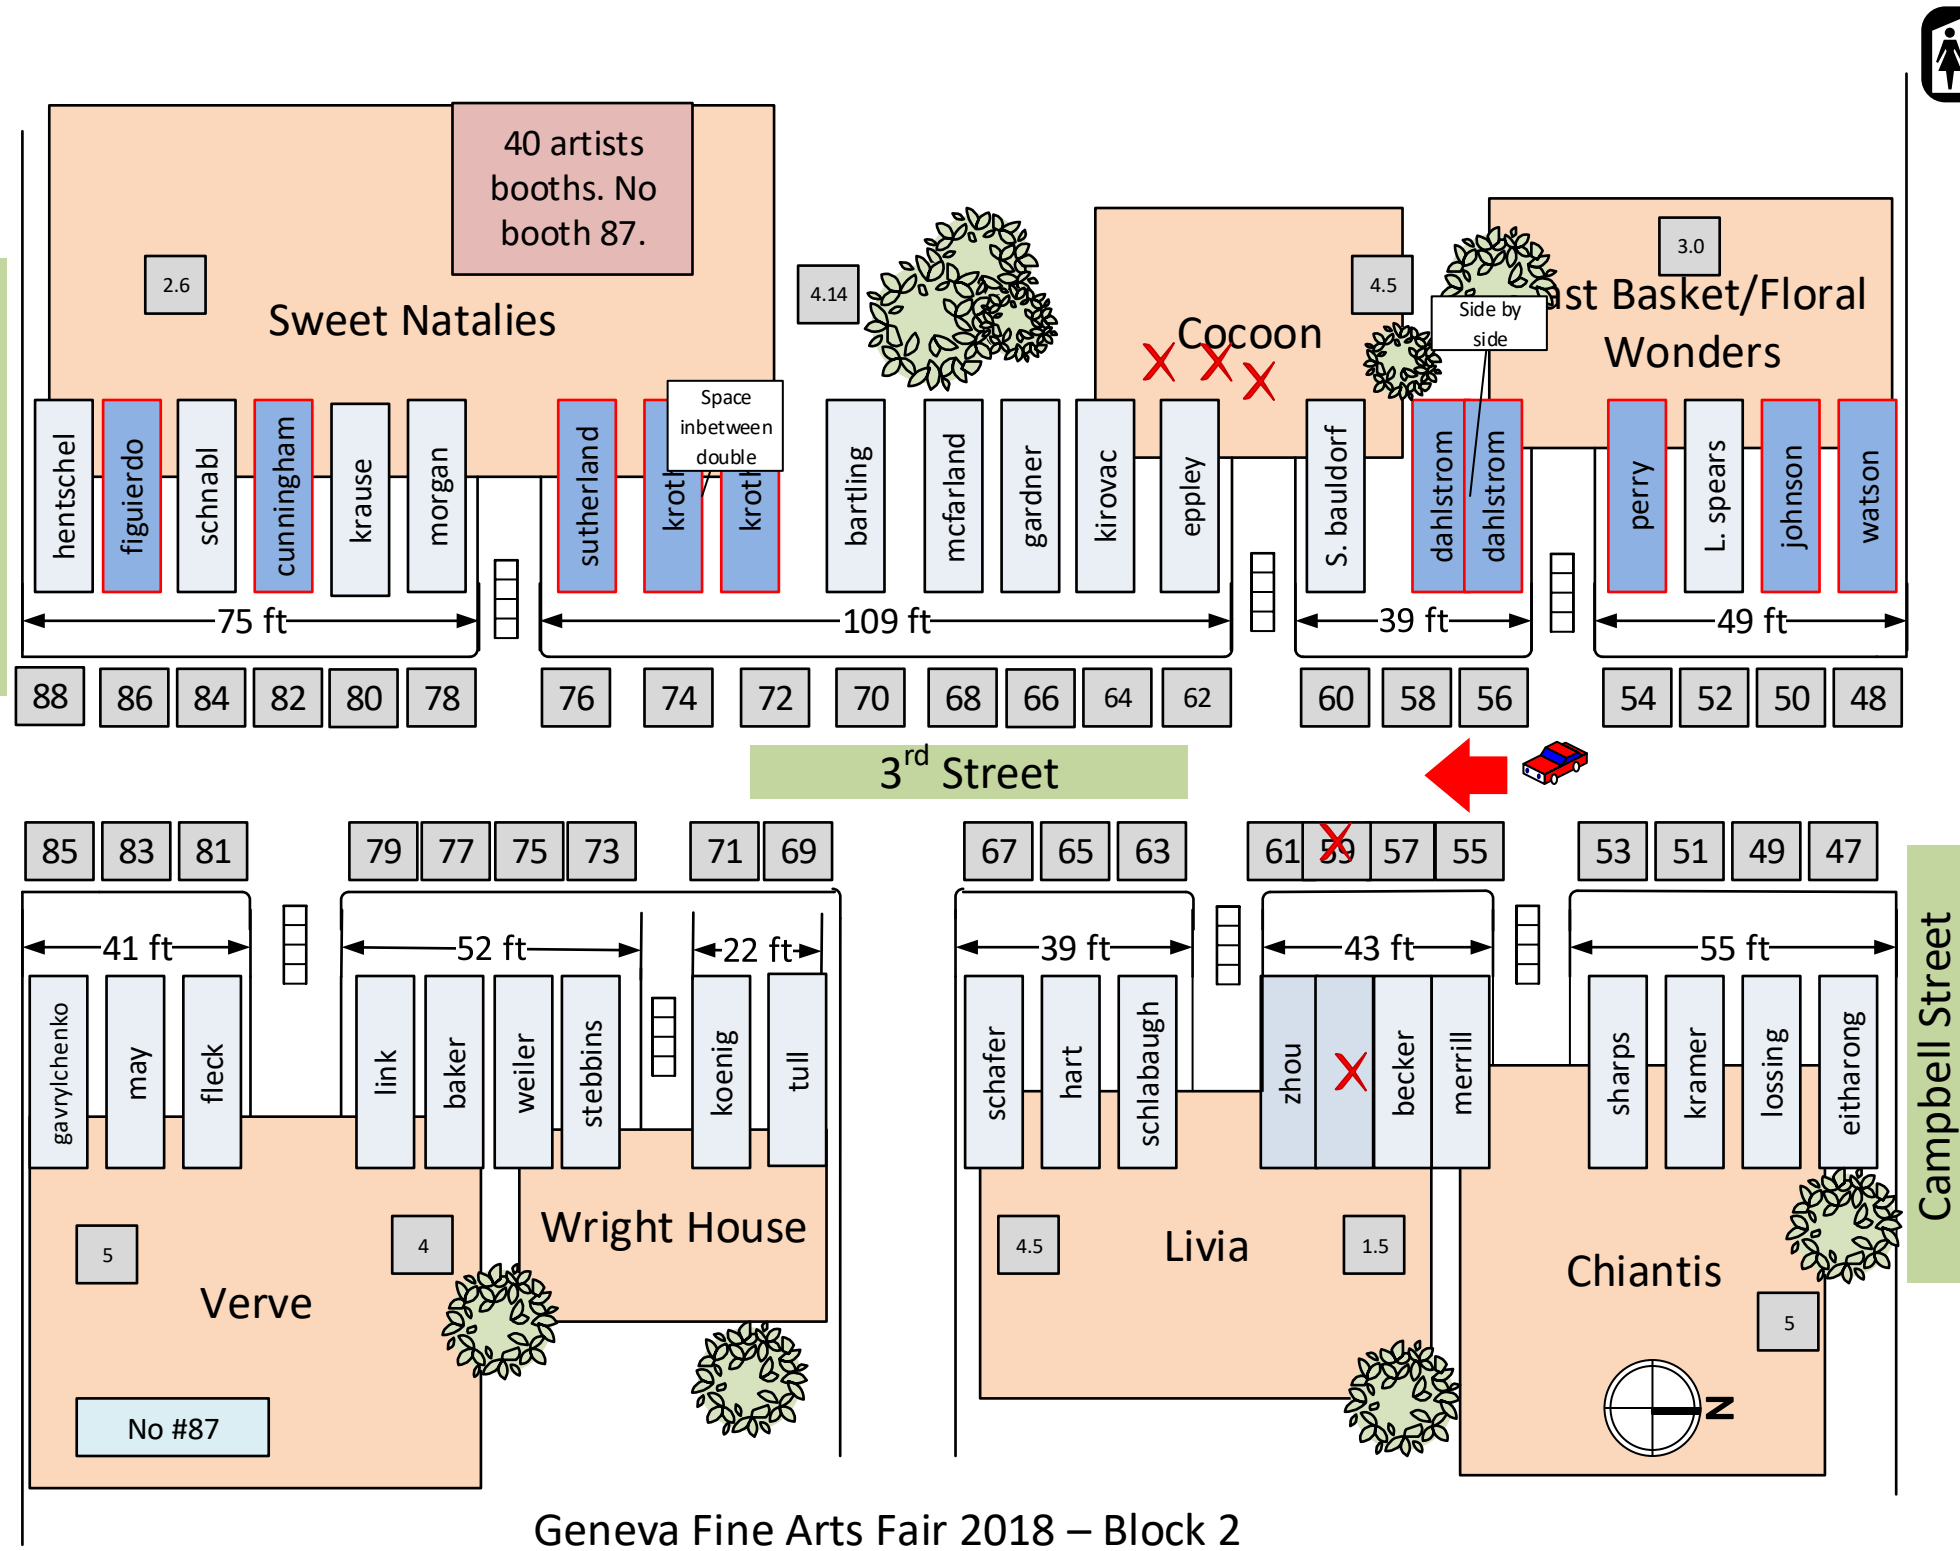 40 artists
booths. No
booth 87.
2.6
Sweet Natalies
4.14
Cocoon
4.5
Side by
side
3.0
ast Basket/Floral
Wonders
Space
inbetween
double
hentschel
figuierdo
schnabl
cunningham
krause
morgan
sutherland
kroth
kroth
bartling
mcfarland
gardner
kirovac
eppley
S. bauldorf
dahlstrom
dahlstrom
perry
L. spears
johnson
watson
75 ft
109 ft
39 ft
49 ft
88 86 84 82 80 78 76 74 72 70 68 66 64 62 60 58 56 54 52 50 48
3rd Street
85 83 81 79 77 75 73 71 69 67 65 63 61 59 57 55 53 51 49 47
41 ft
52 ft
22 ft
39 ft
43 ft
55 ft
gavrylchenko
may
fleck
link
baker
weiler
stebbins
koenig
tull
schafer
hart
schlabaugh
zhou
becker
merrill
sharps
kramer
lossing
eitharong
Campbell Street
5
4
Verve
Wright House
4.5
Livia
1.5
Chiantis
5
N
No #87
Geneva Fine Arts Fair 2018 – Block 2